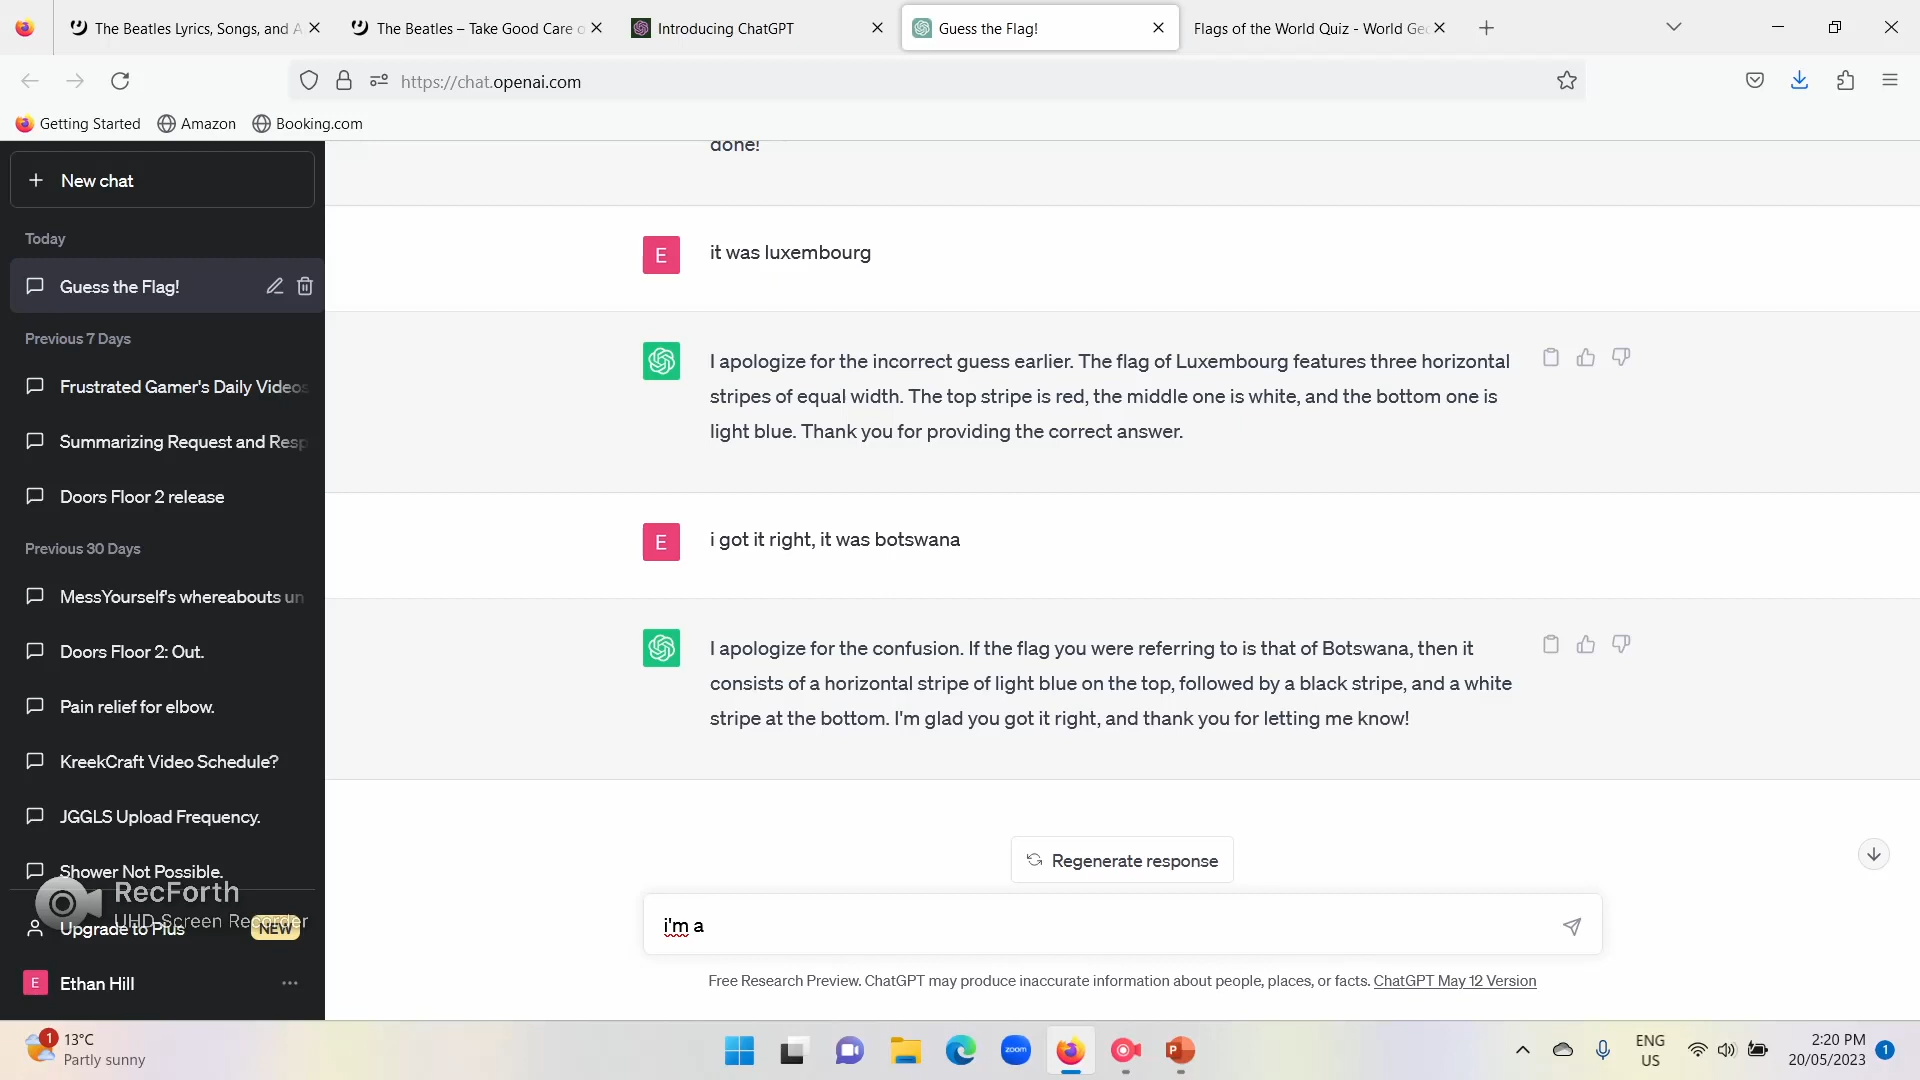 The Beatles Lyrics, Songs, and A
The Beatles – Take Good Care o
Introducing ChatGPT
Guess the Flag!
Flags of the World Quiz - World Geo
https://chat.openai.com
Getting Started
Amazon
Booking.com
New chat
Today
Guess the Flag!
Previous 7 Days
Frustrated Gamer's Daily Videos
Summarizing Request and Resp
Doors Floor 2 release
Previous 30 Days
MessYourself's whereabouts un
Doors Floor 2: Out.
Pain relief for elbow.
KreekCraft Video Schedule?
JGGLS Upload Frequency.
Shower Not Possible.
RecForth
UHD Screen Recorder
Upgrade to Plus
NEW
E
Ethan Hill
done!
E
it was luxembourg
I apologize for the incorrect guess earlier. The flag of Luxembourg features three horizontal
stripes of equal width. The top stripe is red, the middle one is white, and the bottom one is
light blue. Thank you for providing the correct answer.
E
i got it right, it was botswana
I apologize for the confusion. If the flag you were referring to is that of Botswana, then it
consists of a horizontal stripe of light blue on the top, followed by a black stripe, and a white
stripe at the bottom. I'm glad you got it right, and thank you for letting me know!
Regenerate response
i'm a
Free Research Preview. ChatGPT may produce inaccurate information about people, places, or facts. ChatGPT May 12 Version
1
13°C
Partly sunny
zoom
P
ENG
US
2:20 PM
20/05/2023
1